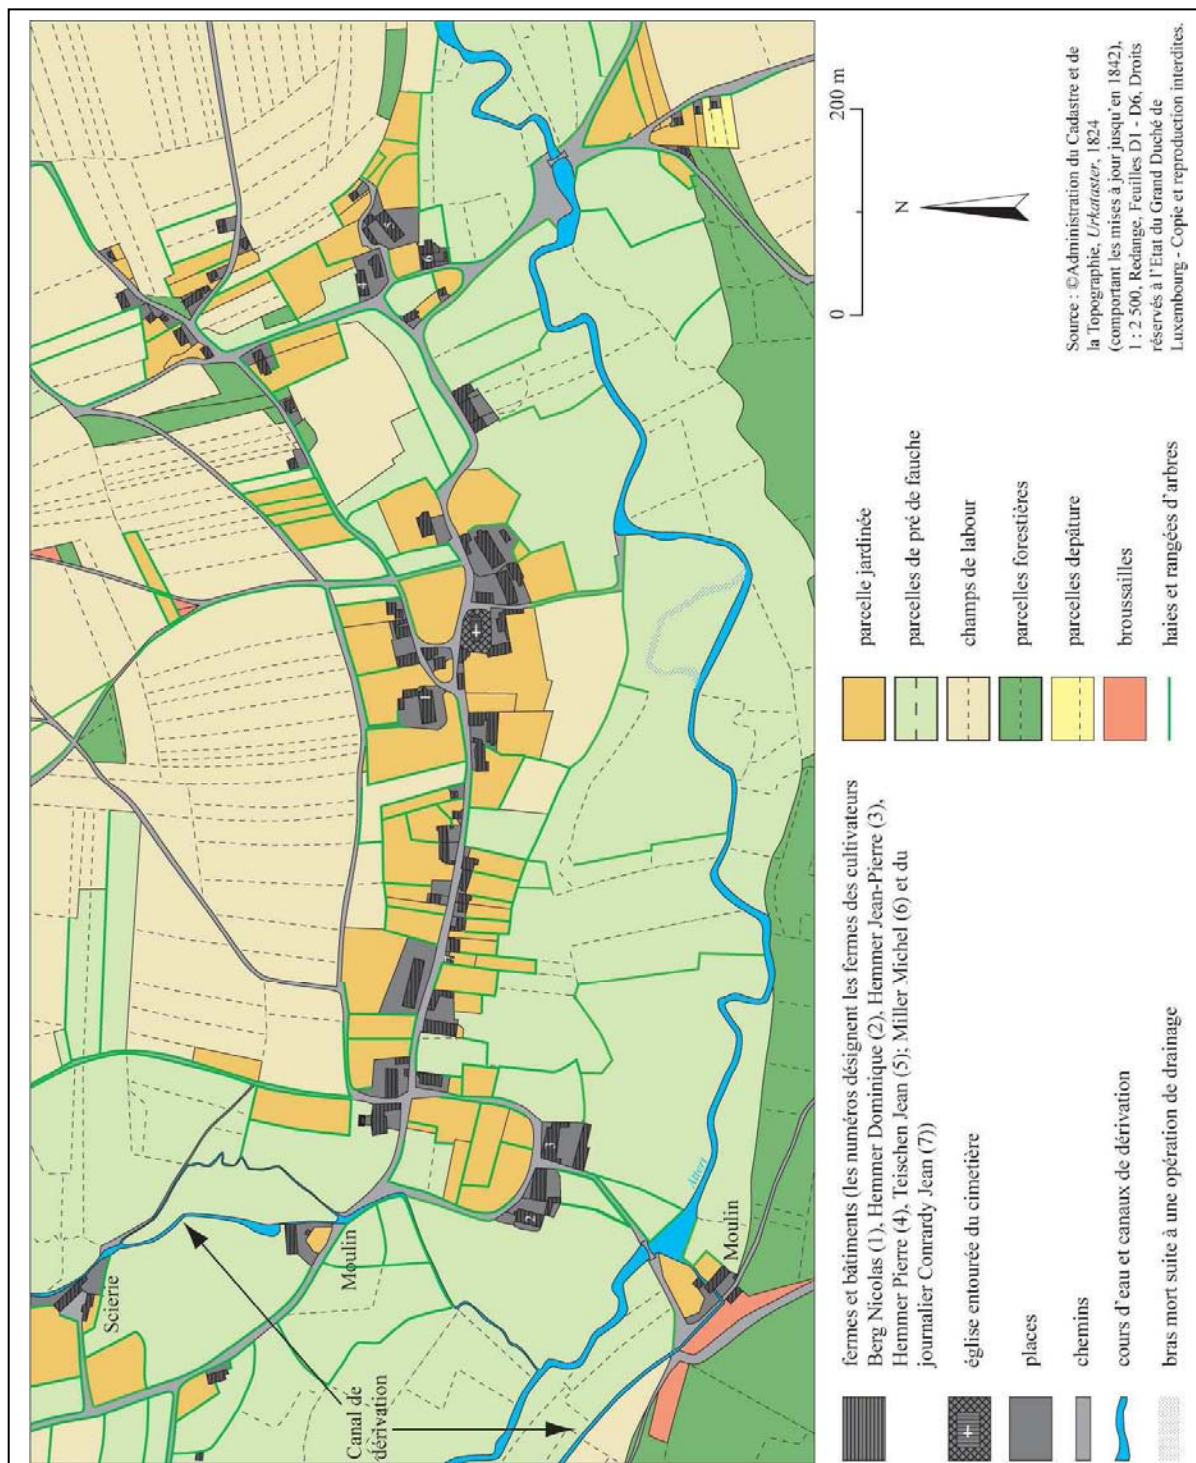 Scierie
Moulin
Canal de
dérivation
Attert
Moulin
1
2
3
4
6
fermes et bâtiments (les numéros désignent les fermes des cultivateurs
Berg Nicolas (1), Hemmer Dominique (2), Hemmer Jean-Pierre (3),
Hemmer Pierre (4), Teischen Jean (5); Miller Michel (6) et du
journalier Conrardy Jean (7))
église entourée du cimetière
places
chemins
cours d'eau et canaux de dérivation
bras mort suite à une opération de drainage
parcelle jardinée
parcelles de pré de fauche
champs de labour
parcelles forestières
parcelles depâture
broussailles
haies et rangées d'arbres
0 200 m
N
Source : ©Administration du Cadastre et de
la Topographie, Urkataster, 1824
(comportant les mises à jour jusqu'en 1842),
1 : 2 500, Redange, Feuilles D1 - D6, Droits
réservés à l'Etat du Grand Duché de
Luxembourg - Copie et reproduction interdites.